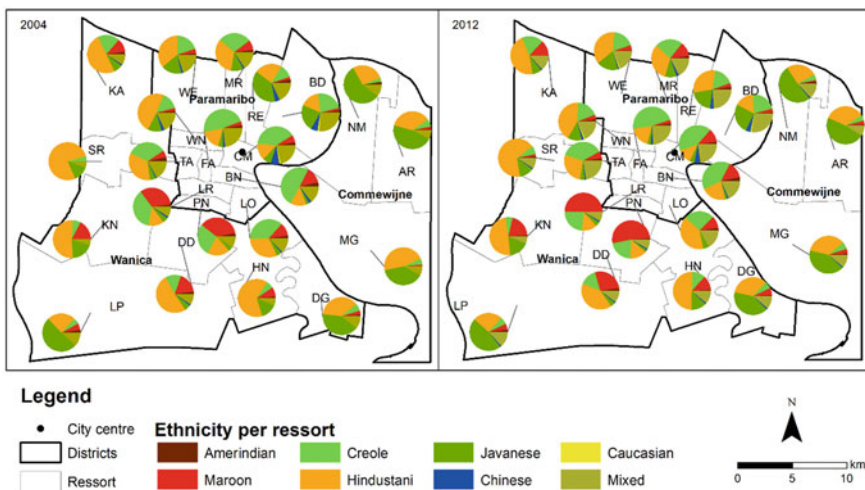 2004
KA
WE
MR
BD
Paramaribo
RE
NM
WN
SR
TA
FA
CM
AR
BN
LR
Commewijne
PN
LO
KN
DD
MG
Wanica
HN
LP
DG
2012
KA
WE
MR
BD
Paramaribo
RE
NM
WN
SR
TA
FA
CM
AR
BN
LR
Commewijne
PN
LO
KN
DD
MG
Wanica
HN
DG
LP
Legend
City centre
Districts
Ressort
Ethnicity per ressort
Amerindian
Creole
Javanese
Caucasian
Maroon
Hindustani
Chinese
Mixed
N
0 5 10 km